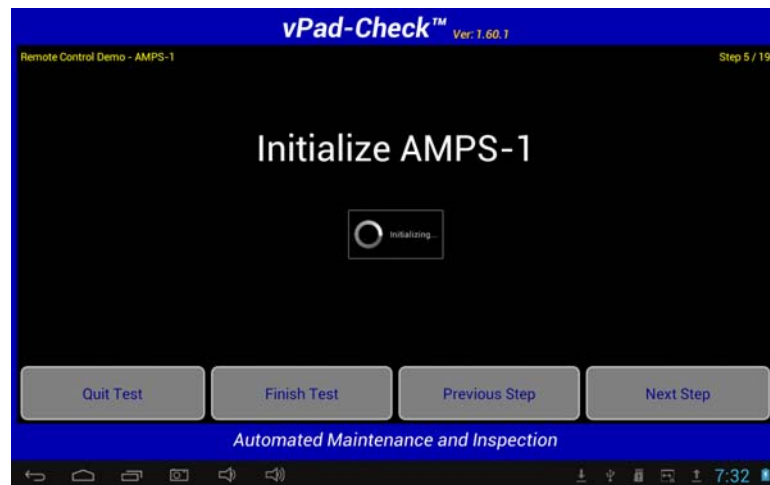 vPad-Check™ Ver: 1.60.1
Remote Control Demo - AMPS-1 Step 5 / 19
Initialize AMPS-1
Initializing...
Quit Test Finish Test Previous Step Next Step
Automated Maintenance and Inspection
7:32